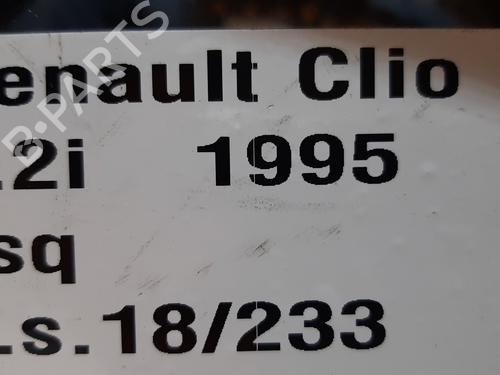 enault Clio
.2i 1995
sq
.s.18/233
B-PARTS